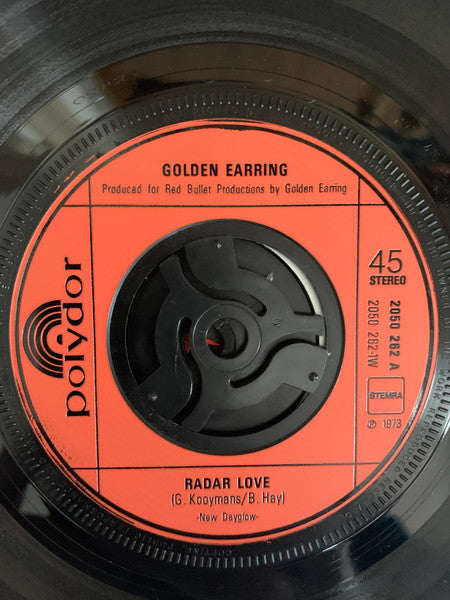 GOLDEN EARRING
Produced for Red Bullet Productions by Golden Earring
polydor
45
STEREO
2050 262 A
2050 262-1W
STEMRA
℗ 1973
RADAR LOVE
(G. Kooymans/B. Hay)
-New Dayglow-